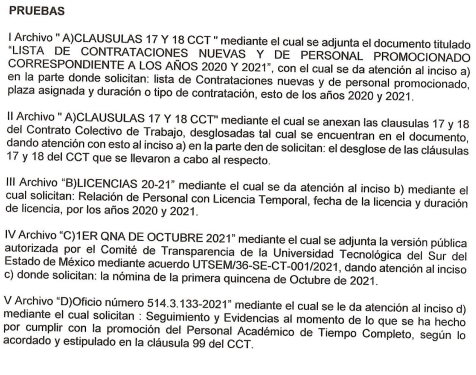 PRUEBAS
I Archivo " A)CLAUSULAS 17 Y 18 CCT " mediante el cual se adjunta el documento titulado
"LISTA DE CONTRATACIONES NUEVAS Y DE PERSONAL PROMOCIONADO
CORRESPONDIENTE A LOS AÑOS 2020 Y 2021", con el cual se da atención al inciso a)
en la parte donde solicitan: lista de Contrataciones nuevas y de personal promocionado,
plaza asignada y duración o tipo de contratación, esto de los años 2020 y 2021.
II Archivo " A)CLAUSULAS 17 Y 18 CCT" mediante el cual se anexan las clausulas 17 y 18
del Contrato Colectivo de Trabajo, desglosadas tal cual se encuentran en el documento,
dando atención con esto al inciso a) en la parte den de solicitan: el desglose de las cláusulas
17 y 18 del CCT que se llevaron a cabo al respecto.
III Archivo "B)LICENCIAS 20-21" mediante el cual se da atención al inciso b) mediante el
cual solicitan: Relación de Personal con Licencia Temporal, fecha de la licencia y duración
de licencia, por los años 2020 y 2021.
IV Archivo "C)1ER QNA DE OCTUBRE 2021" mediante el cual se adjunta la versión pública
autorizada por el Comité de Transparencia de la Universidad Tecnológica del Sur del
Estado de México mediante acuerdo UTSEM/36-SE-CT-001/2021, dando atención al inciso
c) donde solicitan: la nómina de la primera quincena de Octubre de 2021.
V Archivo "D)Oficio número 514.3.133-2021" mediante el cual se le da atención al inciso d)
mediante el cual solicitan : Seguimiento y Evidencias al momento de lo que se ha hecho
por cumplir con la promoción del Personal Académico de Tiempo Completo, según lo
acordado y estipulado en la cláusula 99 del CCT.